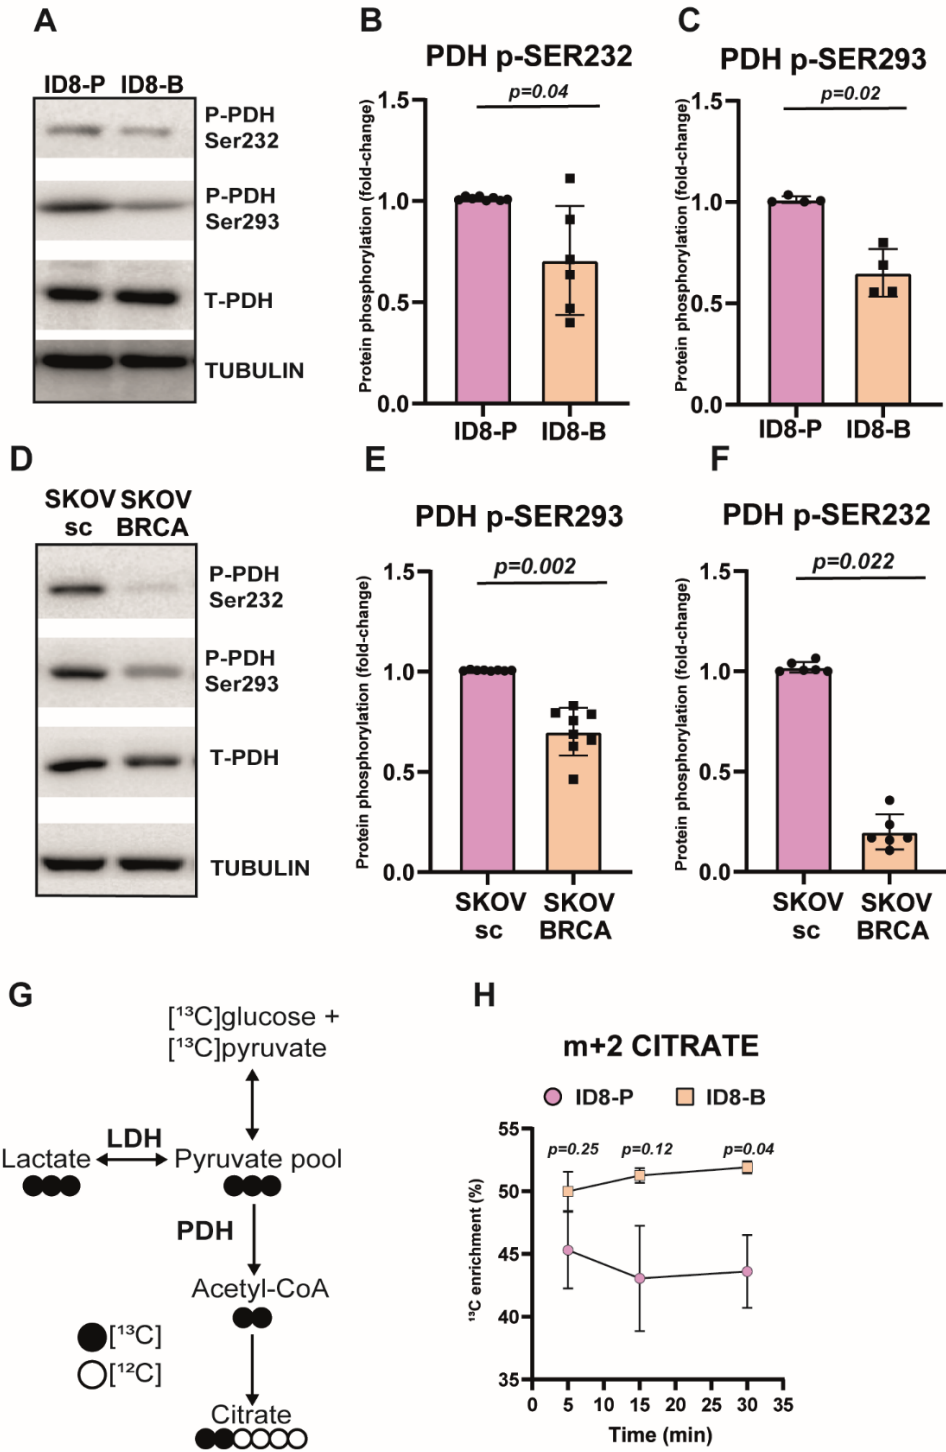 A
ID8-P ID8-B
P-PDH
Ser232
P-PDH
Ser293
T-PDH
TUBULIN
B
PDH p-SER232
p=0.04
Protein phosphorylation (fold-change)
1.5
1.0
0.5
0.0
ID8-P ID8-B
C
PDH p-SER293
p=0.02
Protein phosphorylation (fold-change)
1.5
1.0
0.5
0.0
ID8-P ID8-B
D
SKOV SKOV
sc BRCA
P-PDH
Ser232
P-PDH
Ser293
T-PDH
TUBULIN
E
PDH p-SER293
p=0.002
Protein phosphorylation (fold-change)
1.5
1.0
0.5
0.0
SKOV SKOV
sc BRCA
F
PDH p-SER232
p=0.022
Protein phosphorylation (fold-change)
1.5
1.0
0.5
0.0
SKOV SKOV
sc BRCA
G
[¹³C]glucose +
[¹³C]pyruvate
LDH
Lactate Pyruvate pool
PDH
Acetyl-CoA
[¹³C]
[¹²C]
Citrate
H
m+2 CITRATE
ID8-P ID8-B
p=0.25 p=0.12 p=0.04
¹³C enrichment (%)
55
50
45
40
35
0 5 10 15 20 25 30 35
Time (min)